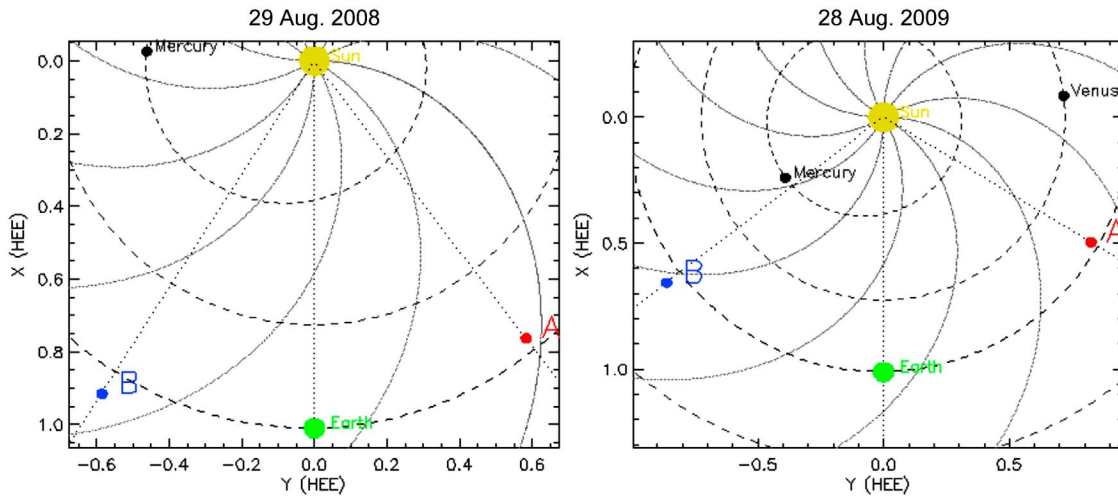 29 Aug. 2008
28 Aug. 2009
Mercury
Sun
0.0
0.2
0.4
0.6
0.8
1.0
X (HEE)
B
A
Earth
−0.6 −0.4 −0.2 0.0 0.2 0.4 0.6
Y (HEE)
Venus
Sun
Mercury
0.0
0.5
1.0
X (HEE)
A
B
Earth
−0.5 0.0 0.5
Y (HEE)